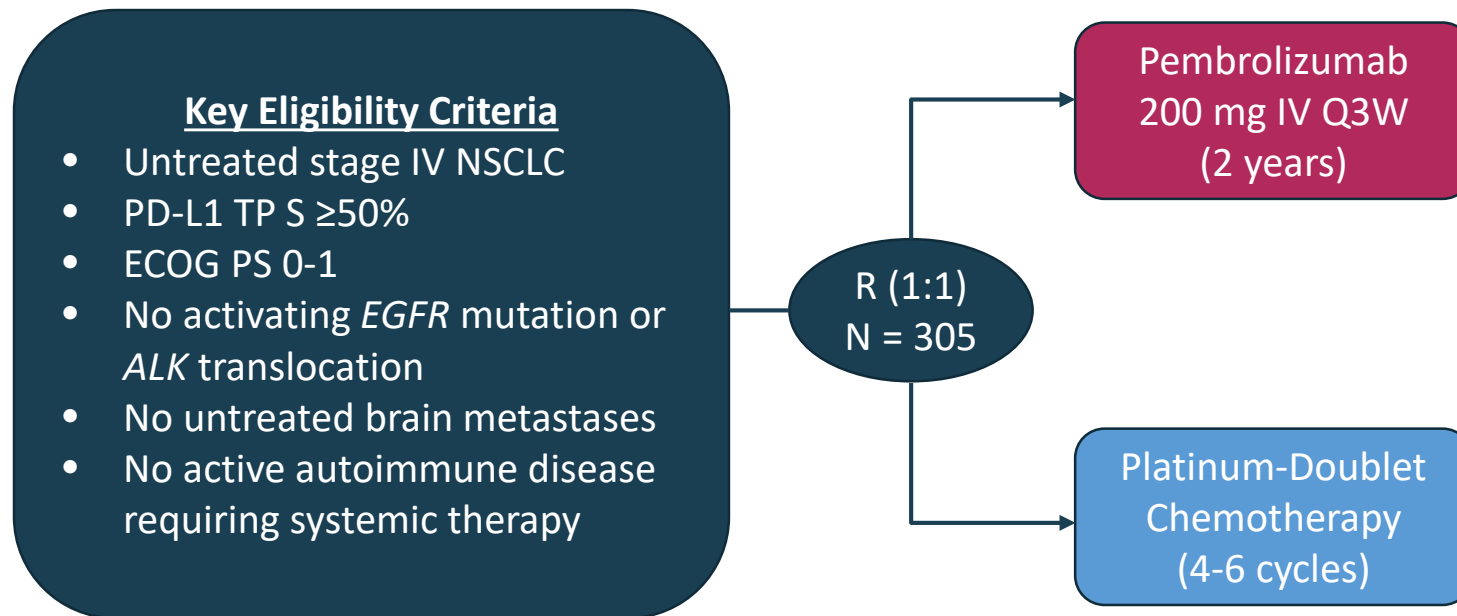 Key Eligibility Criteria
• Untreated stage IV NSCLC
• PD-L1 TP S ≥50%
• ECOG PS 0-1
• No activating EGFR mutation or
ALK translocation
• No untreated brain metastases
• No active autoimmune disease
requiring systemic therapy
R (1:1)
N = 305
Pembrolizumab
200 mg IV Q3W
(2 years)
Platinum-Doublet
Chemotherapy
(4-6 cycles)